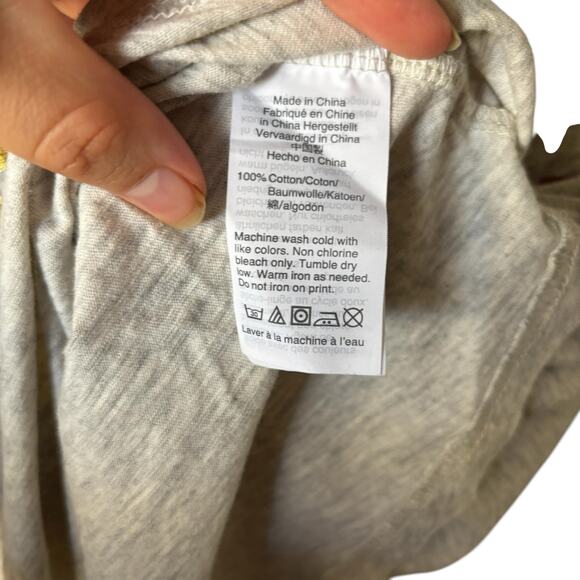 Made in China
Fabriqué en Chine
in China Hergestellt
Vervaardigd in China
中国製
Hecho en China
100% Cotton/Coton/
Baumwolle/Katoen/
綿/algodón
Machine wash cold with
like colors. Non chlorine
bleach only. Tumble dry
low. Warm iron as needed.
Do not iron on print.
30
Laver à la machine à l'eau